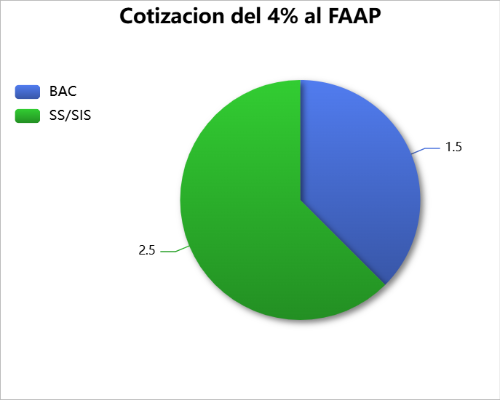 Cotizacion del 4% al FAAP
BAC
SS/SIS
1.5
2.5